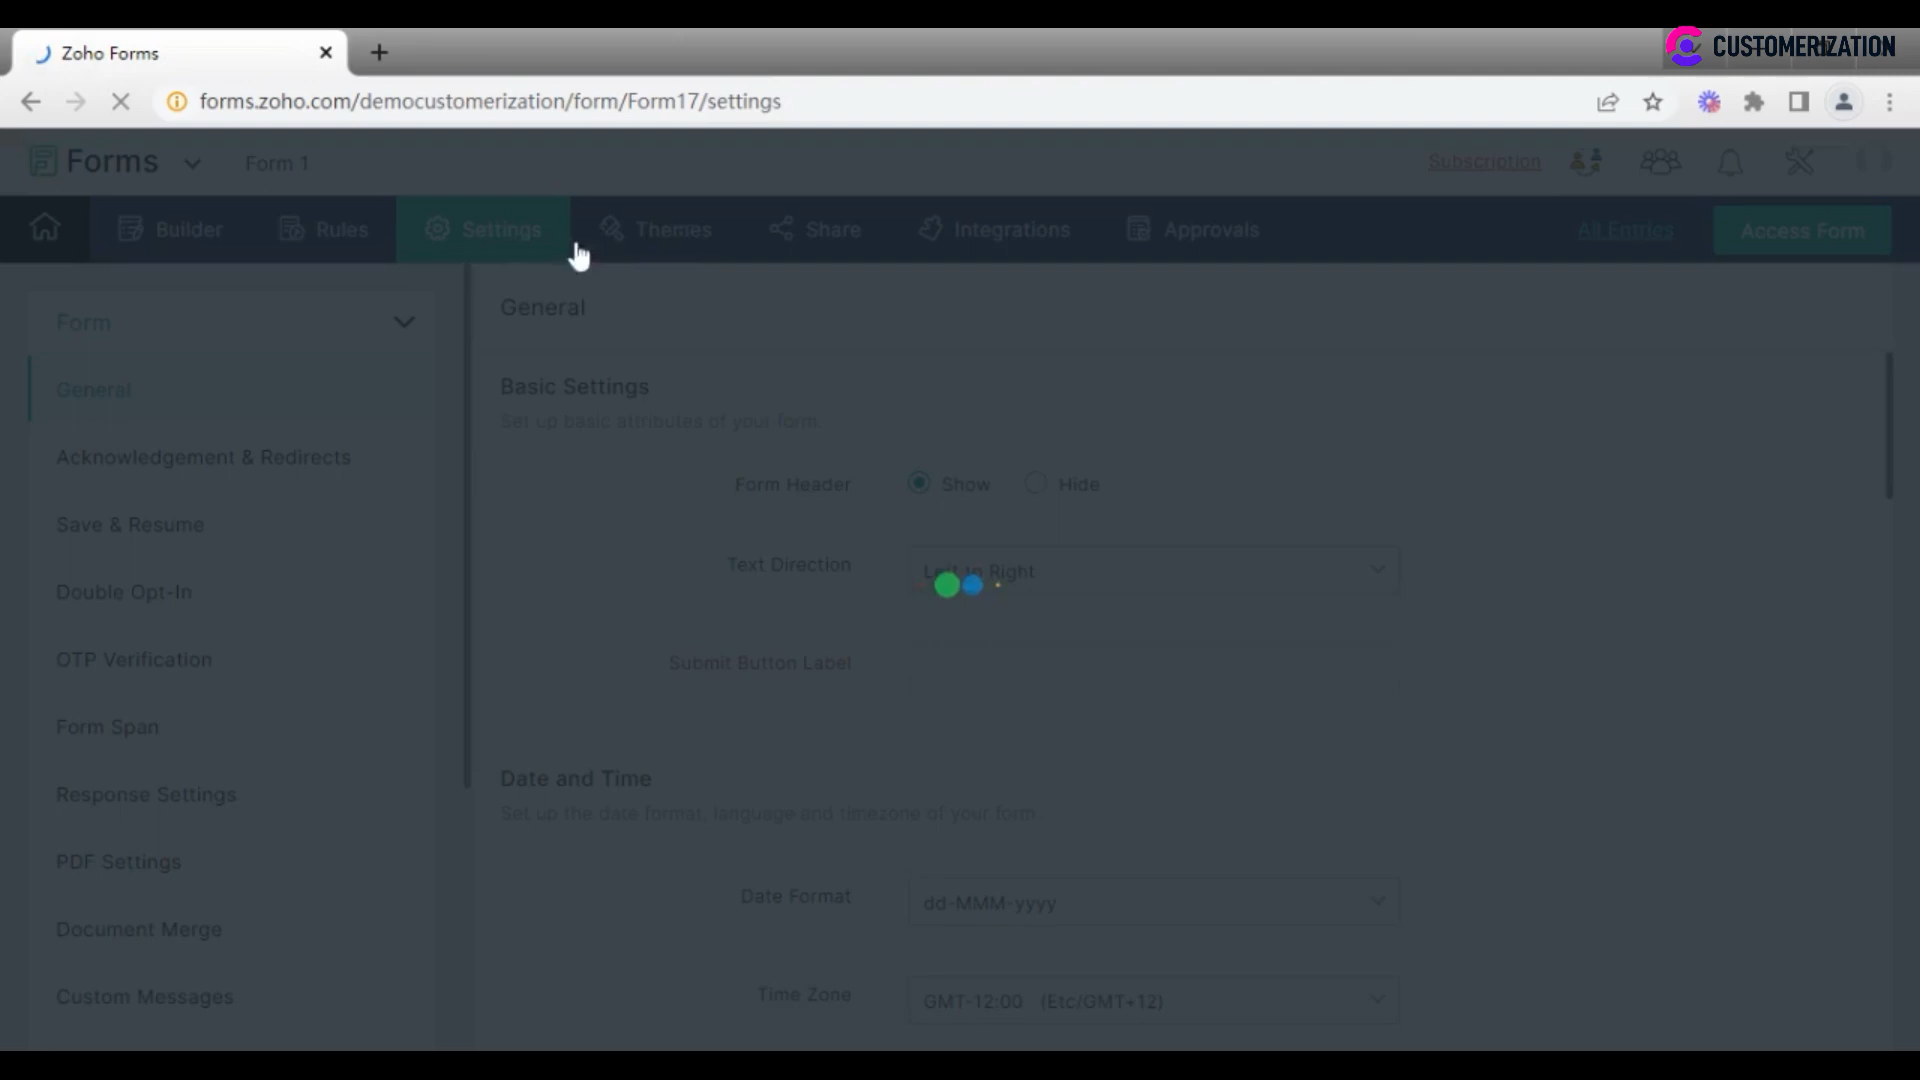 Zoho Forms
CUSTOMERIZATION
forms.zoho.com/democustomerization/form/Form17/settings
Forms
Form 1
Subscription
Builder
Rules
Settings
Themes
Share
Integrations
Approvals
All Entries
Access Form
Form
General
Acknowledgement & Redirects
Save & Resume
Double Opt-In
OTP Verification
Form Span
Response Settings
PDF Settings
Document Merge
Custom Messages
General
Basic Settings
Set up basic attributes of your form.
Form Header
Show
Hide
Text Direction
Left to Right
Submit Button Label
Date and Time
Set up the date format, language and timezone of your form
Date Format
dd-MMM-yyyy
Time Zone
GMT-12:00 (Etc/GMT+12)